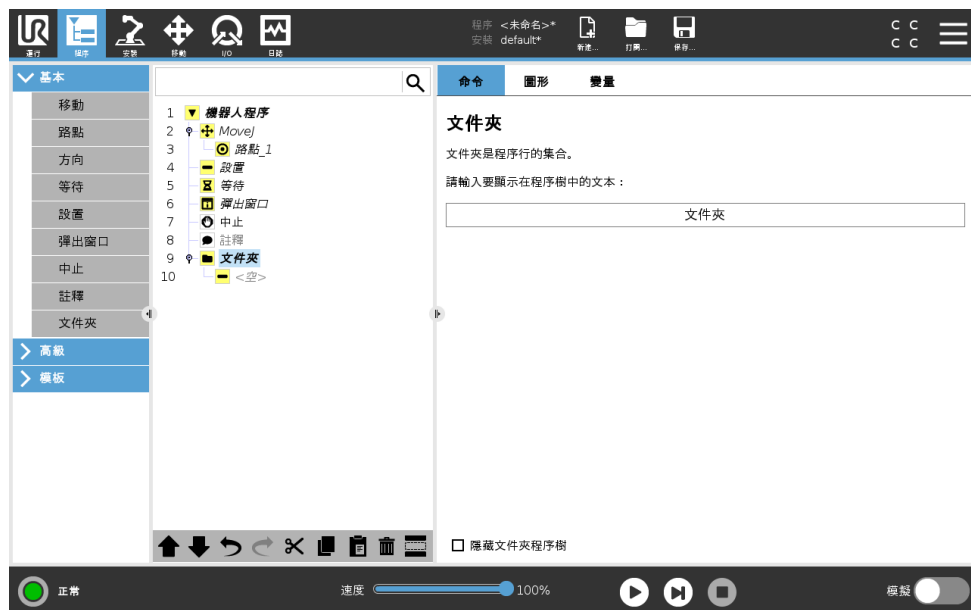 程序 <未命名>*
安裝 default*
運行 程序 安裝 移動 I/O 日誌
新建... 打開... 保存...
C C
C C
基本
移動
路點
方向
等待
設置
彈出窗口
中止
註釋
文件夾
高級
模板
1 機器人程序
2 MoveJ
3 路點_1
4 設置
5 等待
6 彈出窗口
7 中止
8 註釋
9 文件夾
10 <空>
命令 圖形 變量
文件夾
文件夾是程序行的集合。
請輸入要顯示在程序樹中的文本：
文件夾
隱藏文件夾程序樹
正常
速度 100%
模擬